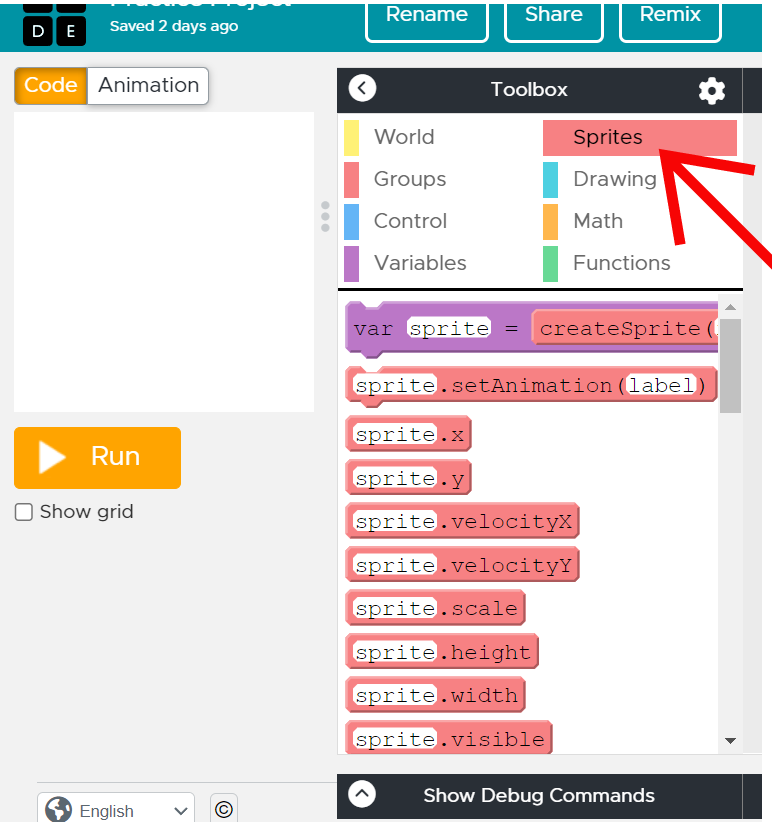 Practice Project
Rename
Share
Remix
D E
Saved 2 days ago
Code
Animation
Toolbox
World
Sprites
Groups
Drawing
Control
Math
Variables
Functions
var sprite = createSprite(
sprite.setAnimation(label)
sprite.x
sprite.y
sprite.velocityX
sprite.velocityY
sprite.scale
sprite.height
sprite.width
sprite.visible
Run
Show grid
English
©
Show Debug Commands